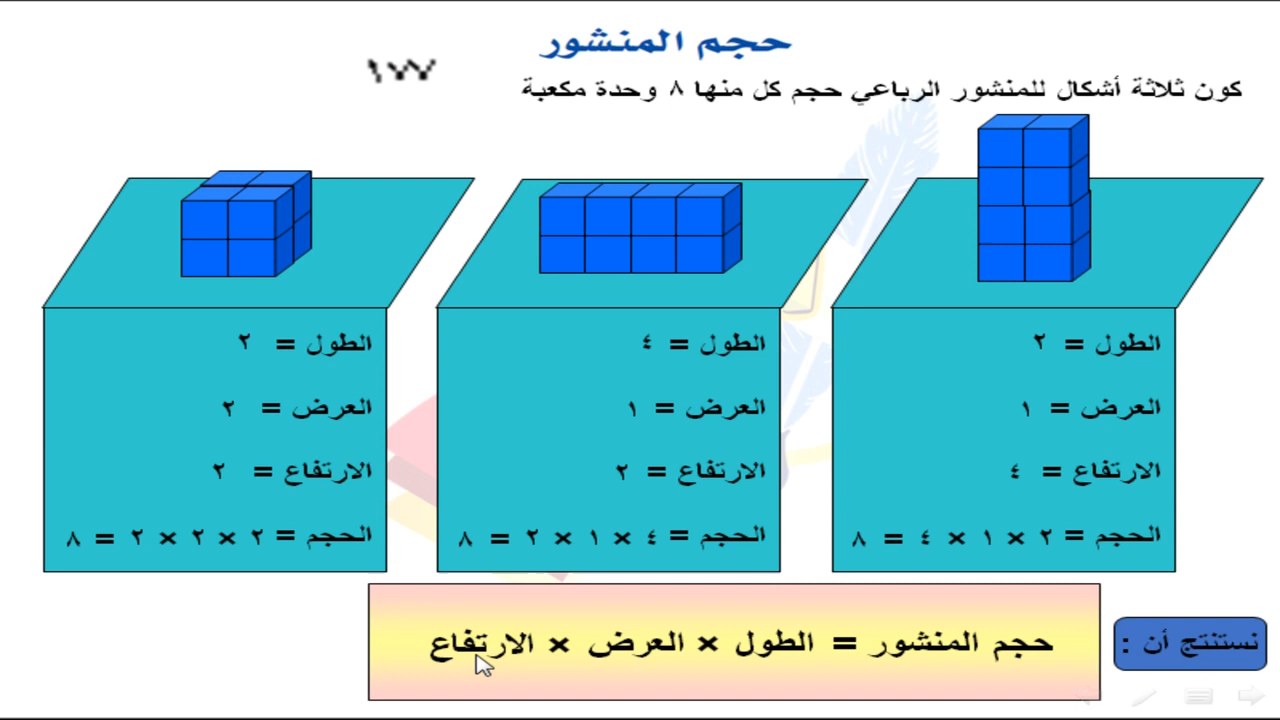 حجم المنشور
١٧٧
كون ثلاثة أشكال للمنشور الرباعي حجم كل منها ٨ وحدة مكعبة
الطول = ٢
العرض = ١
الارتفاع = ٤
الحجم = ٢ × ١ × ٤ = ٨
الطول = ٤
العرض = ١
الارتفاع = ٢
الحجم = ٤ × ١ × ٢ = ٨
الطول = ٢
العرض = ٢
الارتفاع = ٢
الحجم = ٢ × ٢ × ٢ = ٨
نستنتج أن :
حجم المنشور = الطول × العرض × الارتفاع